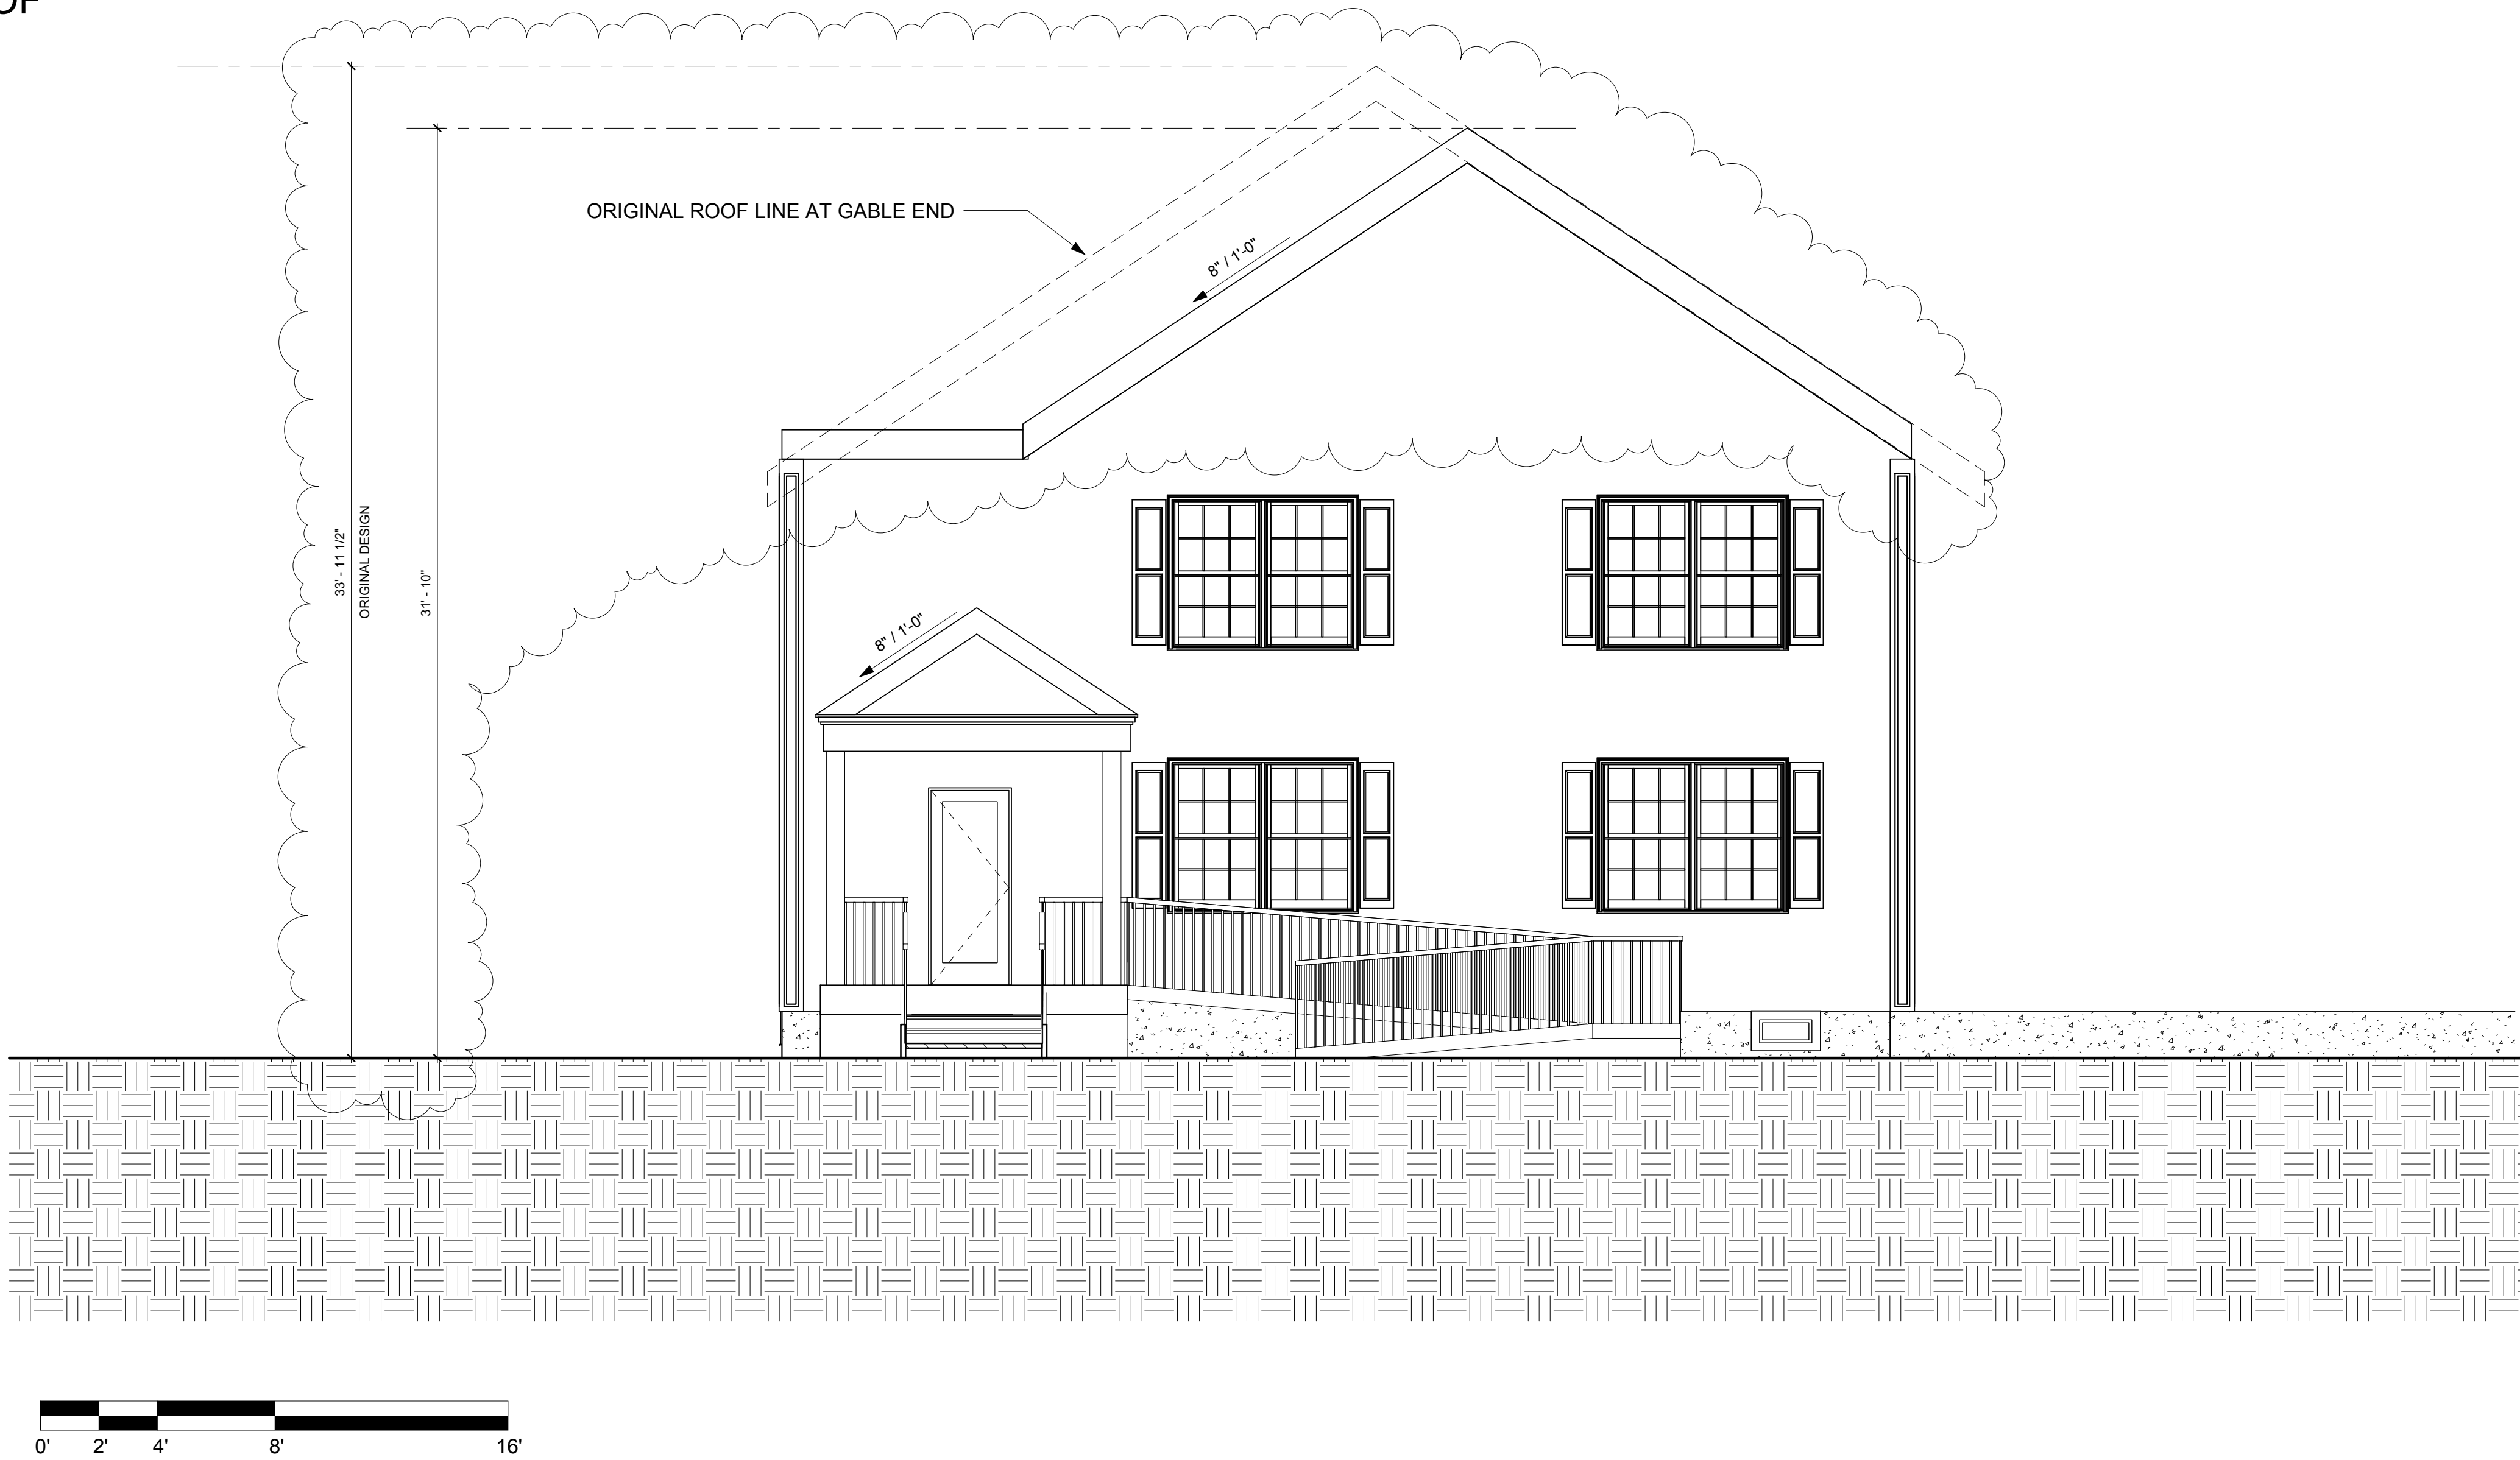 OF
ORIGINAL ROOF LINE AT GABLE END
8" / 1'-0"
33' - 11 1/2"
ORIGINAL DESIGN
31' - 10"
8" / 1'-0"
0' 2' 4' 8' 16'